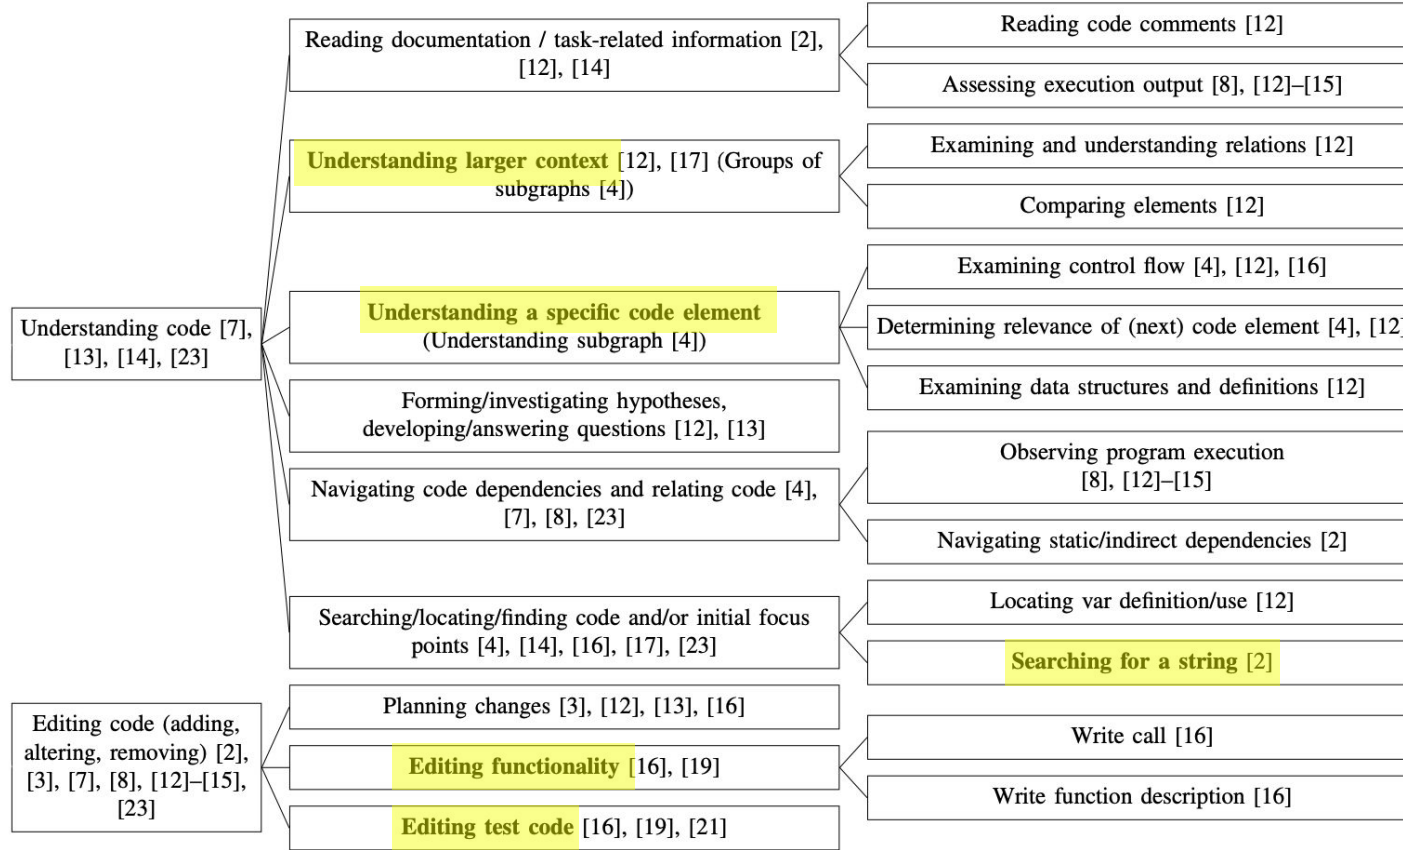 Understanding code [7],
[13], [14], [23]
Reading documentation / task-related information [2],
[12], [14]
Reading code comments [12]
Assessing execution output [8], [12]–[15]
Understanding larger context [12], [17] (Groups of
subgraphs [4])
Examining and understanding relations [12]
Comparing elements [12]
Understanding a specific code element
(Understanding subgraph [4])
Examining control flow [4], [12], [16]
Determining relevance of (next) code element [4], [12]
Examining data structures and definitions [12]
Forming/investigating hypotheses,
developing/answering questions [12], [13]
Navigating code dependencies and relating code [4],
[7], [8], [23]
Observing program execution
[8], [12]–[15]
Navigating static/indirect dependencies [2]
Searching/locating/finding code and/or initial focus
points [4], [14], [16], [17], [23]
Locating var definition/use [12]
Searching for a string [2]
Editing code (adding,
altering, removing) [2],
[3], [7], [8], [12]–[15],
[23]
Planning changes [3], [12], [13], [16]
Editing functionality [16], [19]
Write call [16]
Write function description [16]
Editing test code [16], [19], [21]